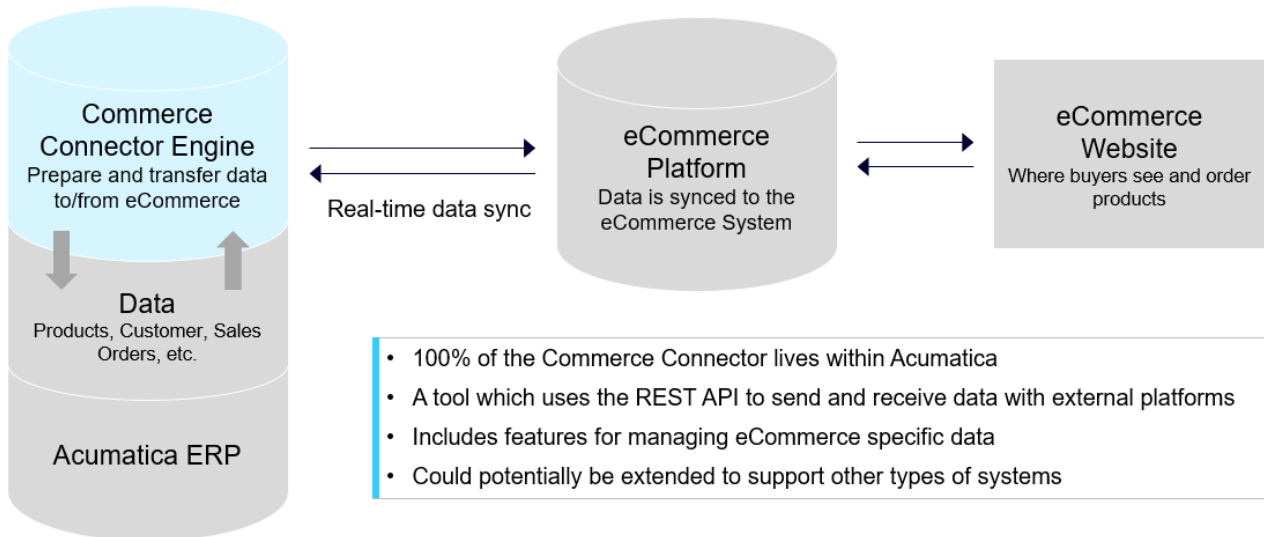 Commerce
Connector Engine
Prepare and transfer data
to/from eCommerce
Data
Products, Customer, Sales
Orders, etc.
Acumatica ERP
Real-time data sync
eCommerce
Platform
Data is synced to the
eCommerce System
eCommerce
Website
Where buyers see and order
products
• 100% of the Commerce Connector lives within Acumatica
• A tool which uses the REST API to send and receive data with external platforms
• Includes features for managing eCommerce specific data
• Could potentially be extended to support other types of systems